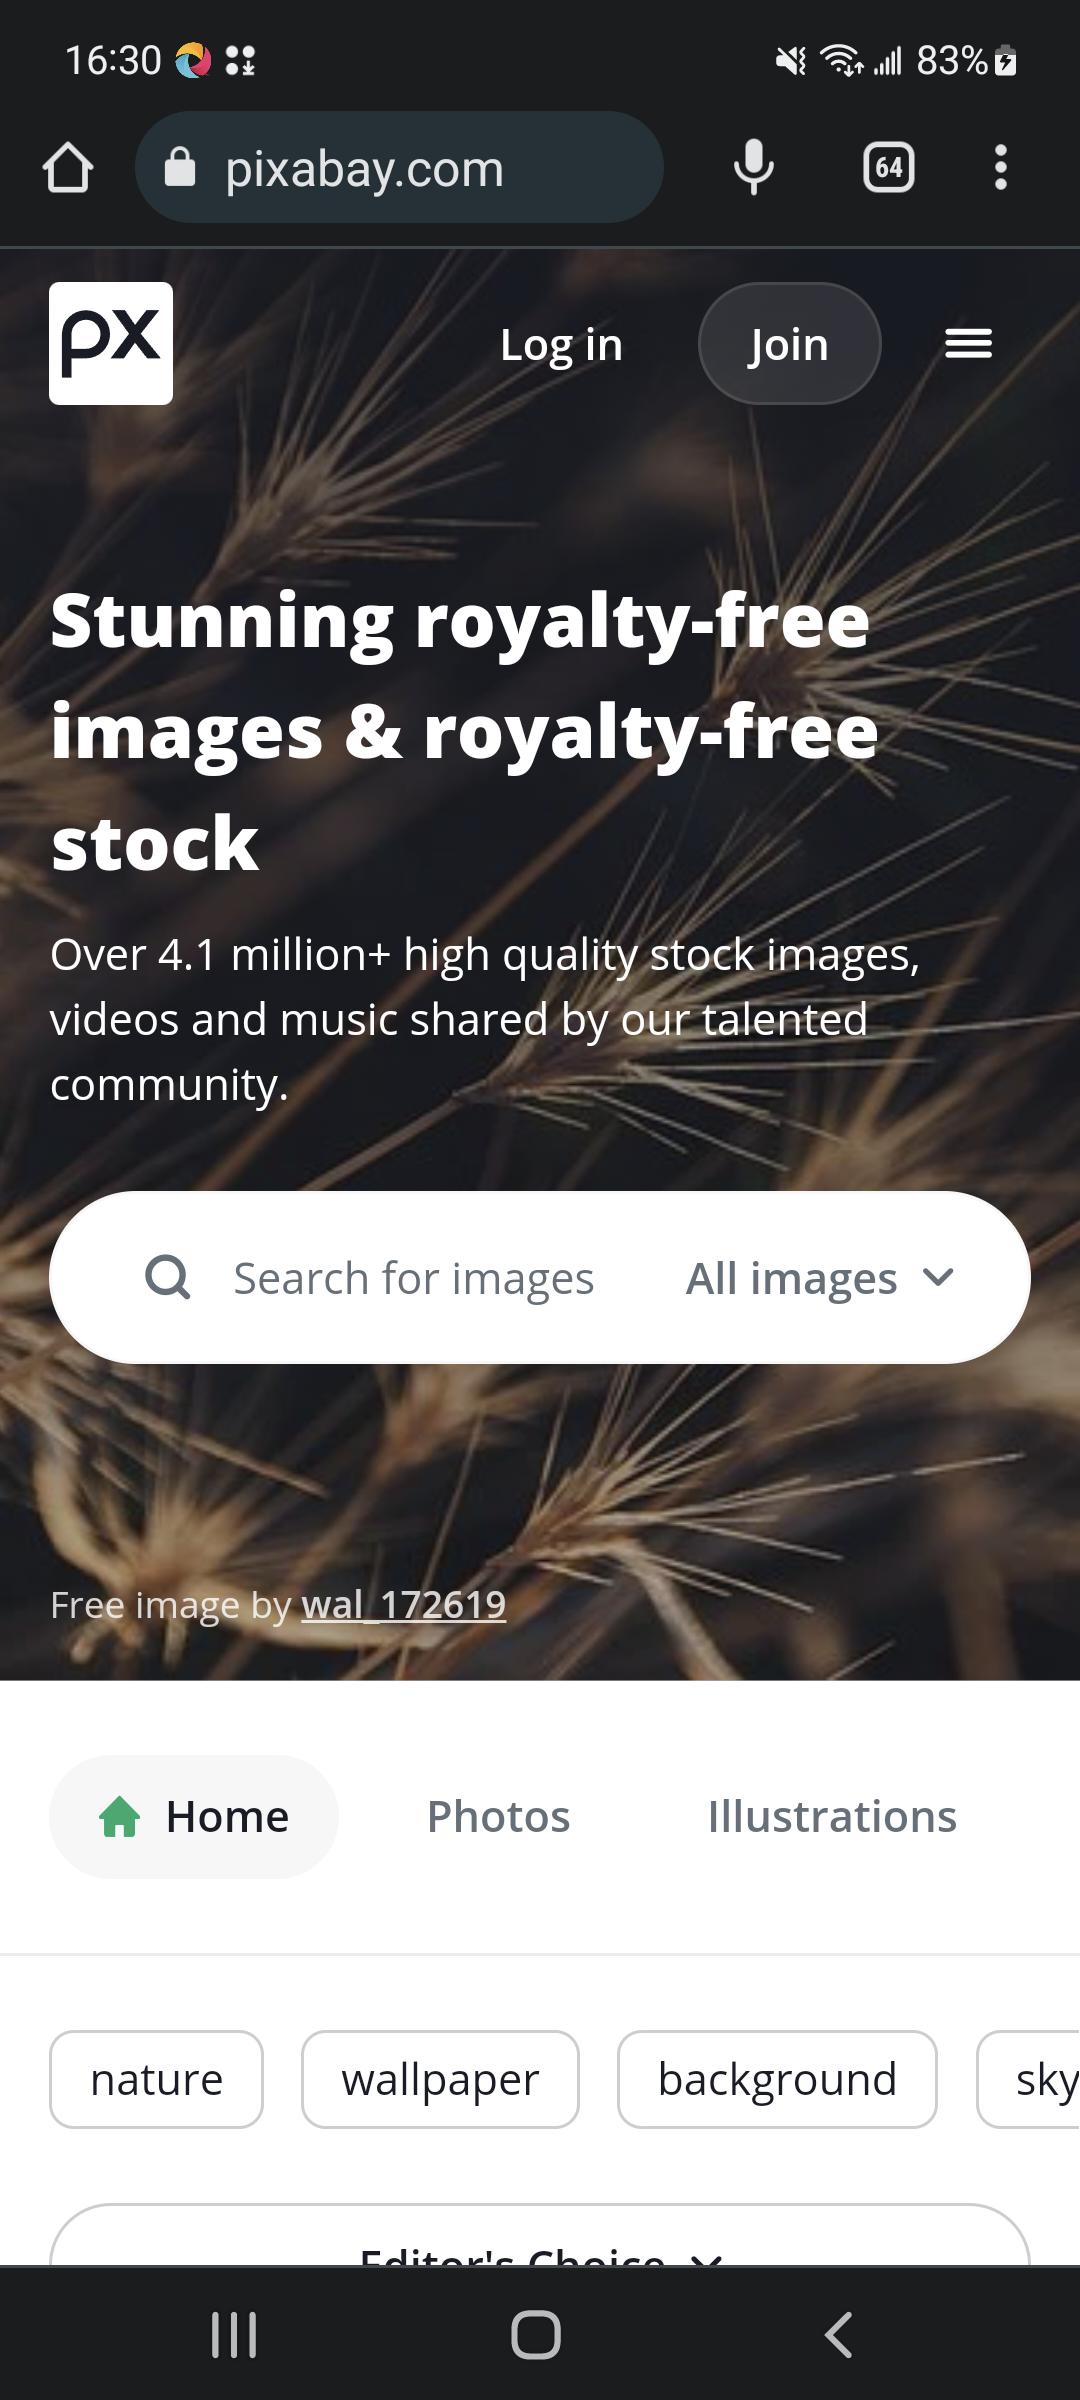 16:30 83%
pixabay.com 64
px Log in Join
Stunning royalty-free
images & royalty-free
stock
Over 4.1 million+ high quality stock images,
videos and music shared by our talented
community.
Search for images All images
Free image by wal_172619
Home Photos Illustrations
nature wallpaper background sky
Editor's Choice